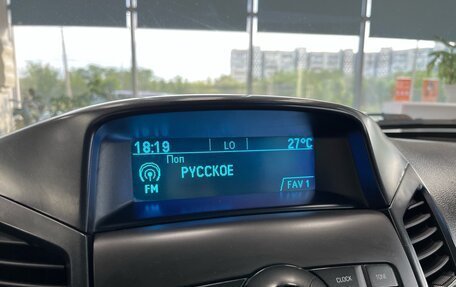 18:19 LO 27°C
Поп
РУССКОЕ
FM
FAV 1
CLOCK TONE